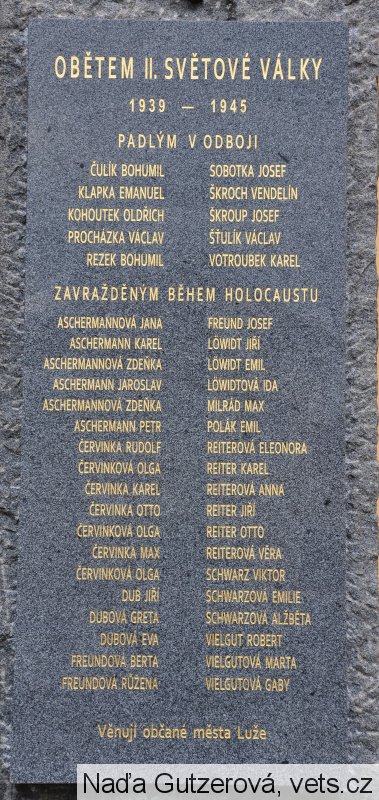 OBĚTEM II. SVĚTOVÉ VÁLKY
1939 — 1945
PADLÝM V ODBOJI
ČULÍK BOHUMIL SOBOTKA JOSEF
KLAPKA EMANUEL ŠKROCH VENDELÍN
KOHOUTEK OLDŘICH ŠKROUP JOSEF
PROCHÁZKA VÁCLAV ŠŤULÍK VÁCLAV
REZEK BOHUMIL VOTROUBEK KAREL
ZAVRAŽDĚNÝM BĚHEM HOLOCAUSTU
ASCHERMANNOVÁ JANA FREUND JOSEF
ASCHERMANN KAREL LÖWIDT JIŘÍ
ASCHERMANNOVÁ ZDEŇKA LÖWIDT EMIL
ASCHERMANN JAROSLAV LÖWIDTOVÁ IDA
ASCHERMANNOVÁ ZDEŇKA MILRÁD MAX
ASCHERMANN PETR POLÁK EMIL
ČERVINKA RUDOLF REITEROVÁ ELEONORA
ČERVINKOVÁ OLGA REITER KAREL
ČERVINKA KAREL REITEROVÁ ANNA
ČERVINKA OTTO REITER JIŘÍ
ČERVINKOVÁ OLGA REITER OTTO
ČERVINKA MAX REITEROVÁ VĚRA
ČERVINKOVÁ OLGA SCHWARZ VIKTOR
DUB JIŘÍ SCHWARZOVÁ EMILIE
DUBOVÁ GRETA SCHWARZOVÁ ALŽBĚTA
DUBOVÁ EVA VIELGUT ROBERT
FREUNDOVÁ BERTA VIELGUTOVÁ MARTA
FREUNDOVÁ RŮŽENA VIELGUTOVÁ GABY
Věnují občané města Luže
Naďa Gutzerová, vets.cz